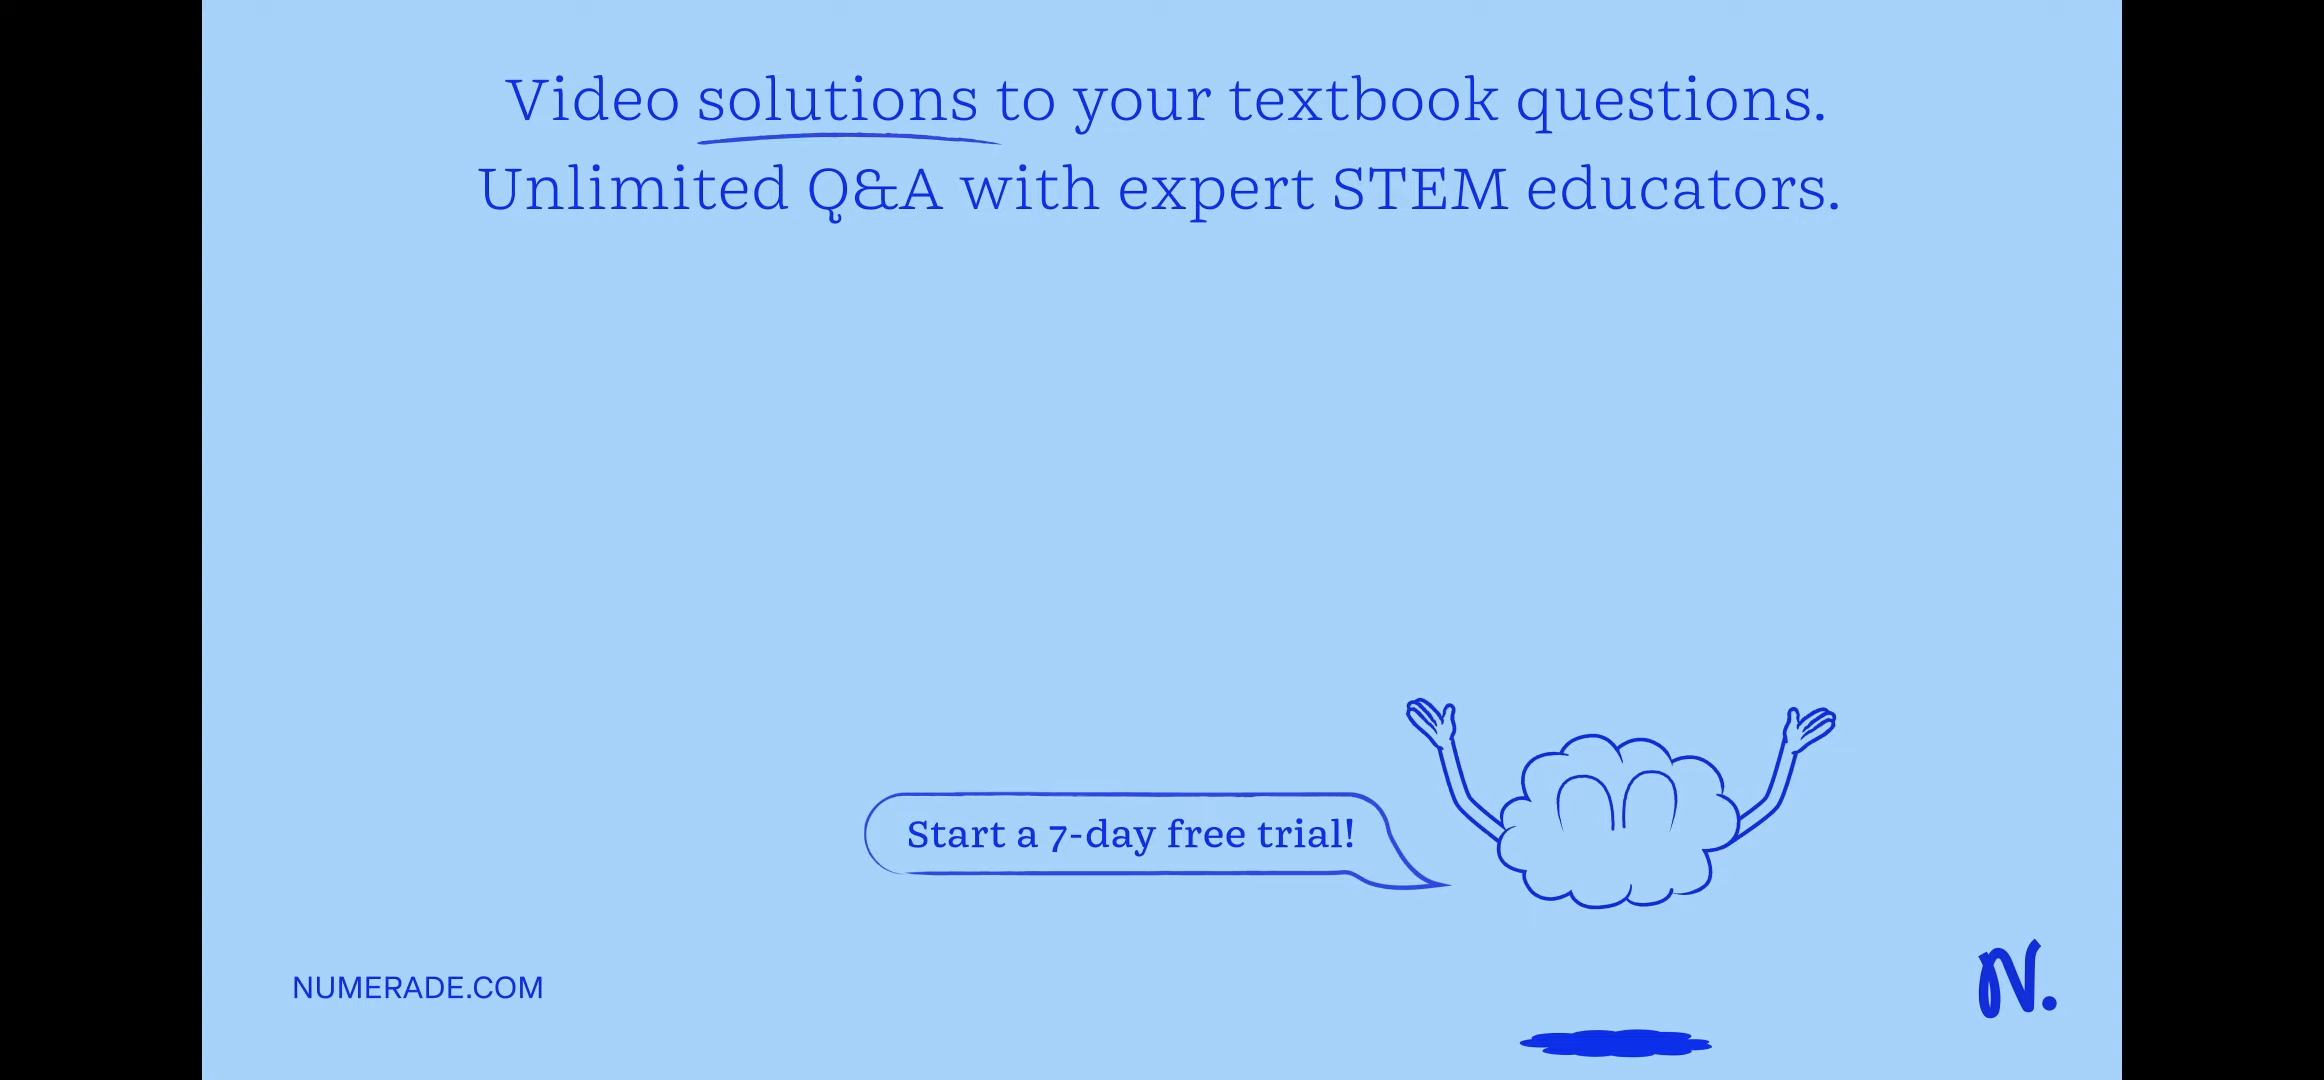 Video solutions to your textbook questions.
Unlimited Q&A with expert STEM educators.
Start a 7-day free trial!
NUMERADE.COM
N.